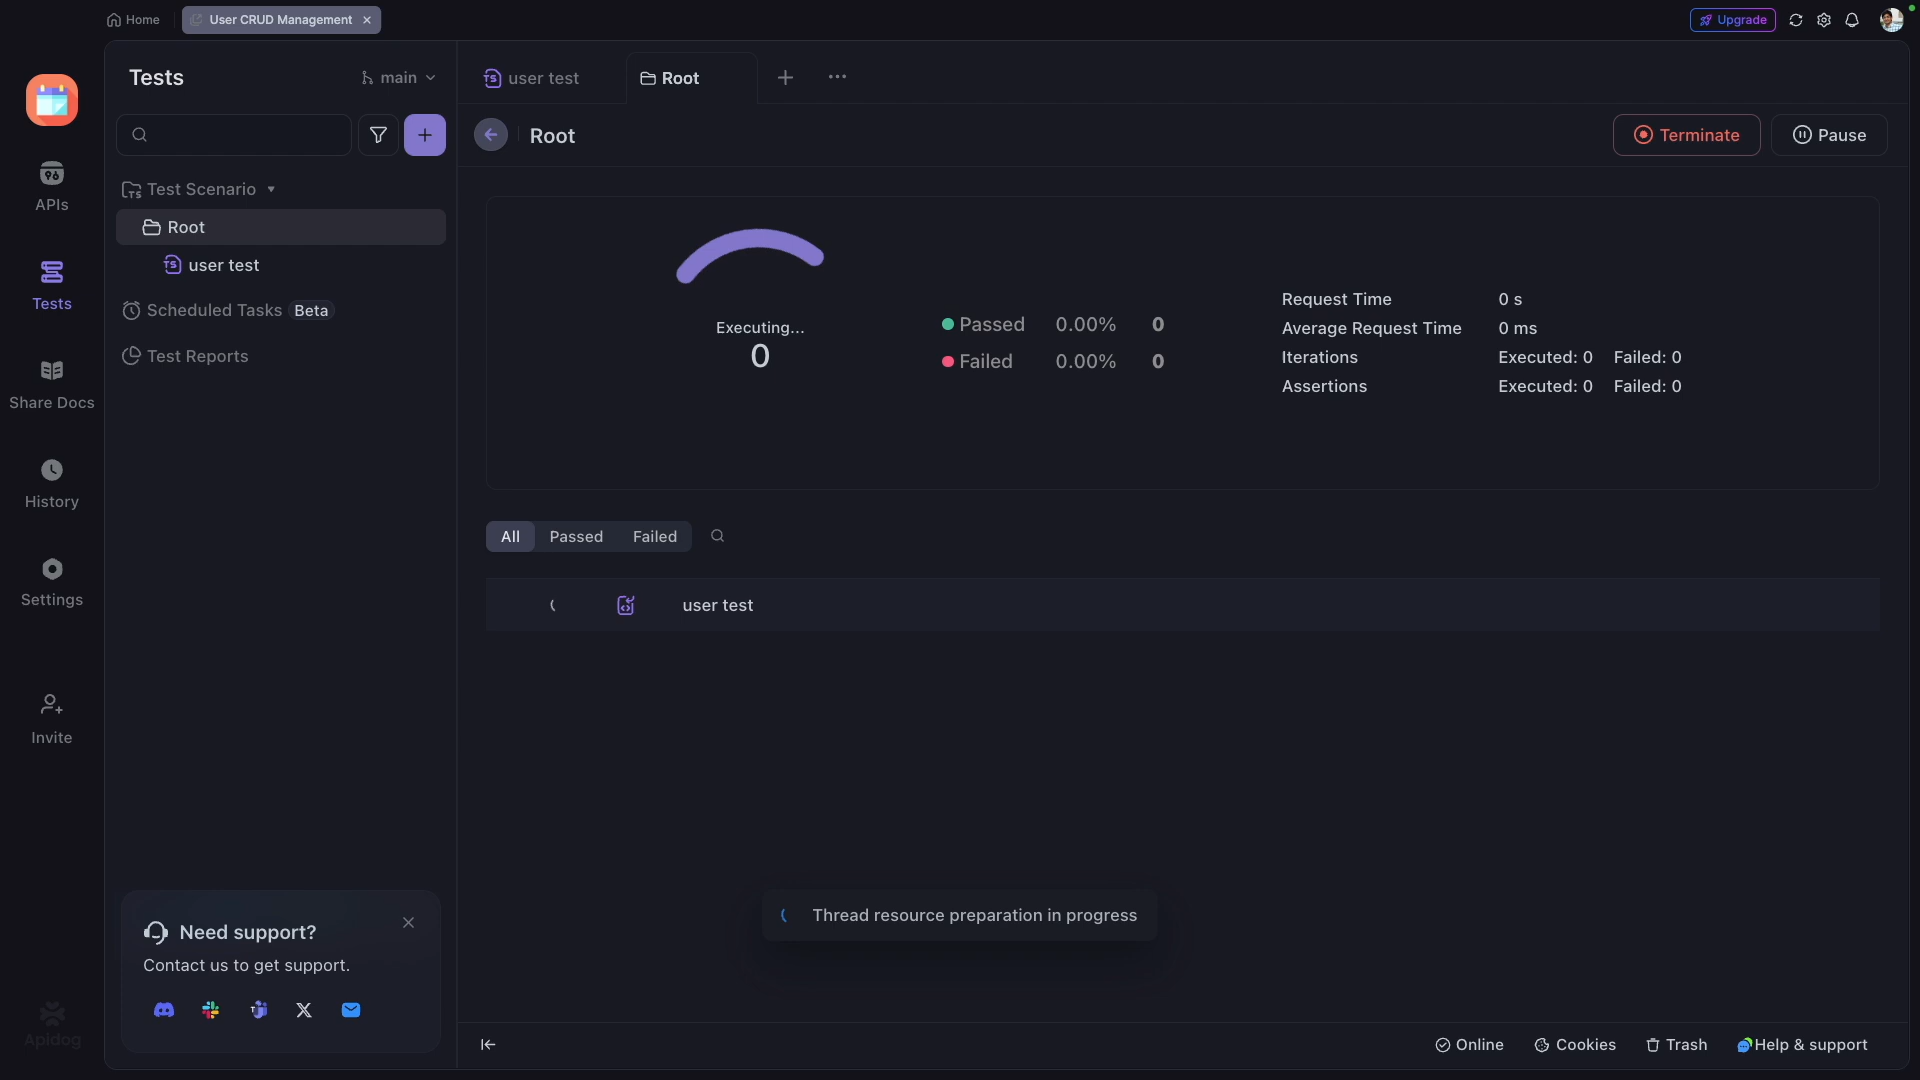 Home
User CRUD Management
Upgrade
Tests
main
user test
Root
APIs
Root
Terminate
Pause
Test Scenario
Root
user test
Tests
Scheduled Tasks Beta
Test Reports
Share Docs
History
Settings
Invite
Executing...
0
Passed 0.00% 0
Failed 0.00% 0
Request Time 0 s
Average Request Time 0 ms
Iterations Executed: 0 Failed: 0
Assertions Executed: 0 Failed: 0
All Passed Failed
user test
Thread resource preparation in progress
Need support?
Contact us to get support.
Apidog
Online
Cookies
Trash
Help & support